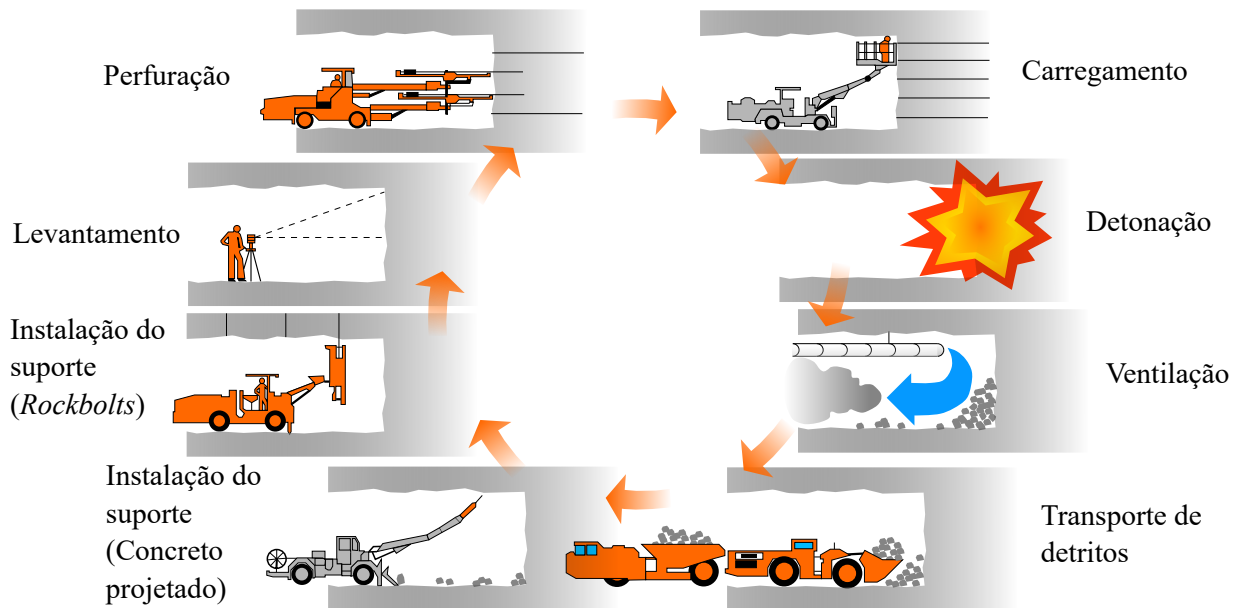 Perfuração
Carregamento
Levantamento
Detonação
Instalação do
suporte
(Rockbolts)
Ventilação
Instalação do
suporte
(Concreto
projetado)
Transporte de
detritos